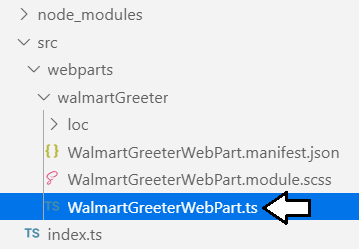 node_modules
src
webparts
walmartGreeter
loc
{} WalmartGreeterWebPart.manifest.json
WalmartGreeterWebPart.module.scss
TS WalmartGreeterWebPart.ts
TS index.ts